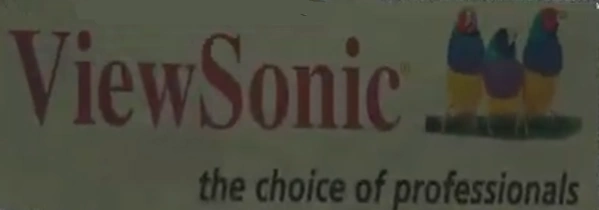 ViewSonic®
the choice of professionals